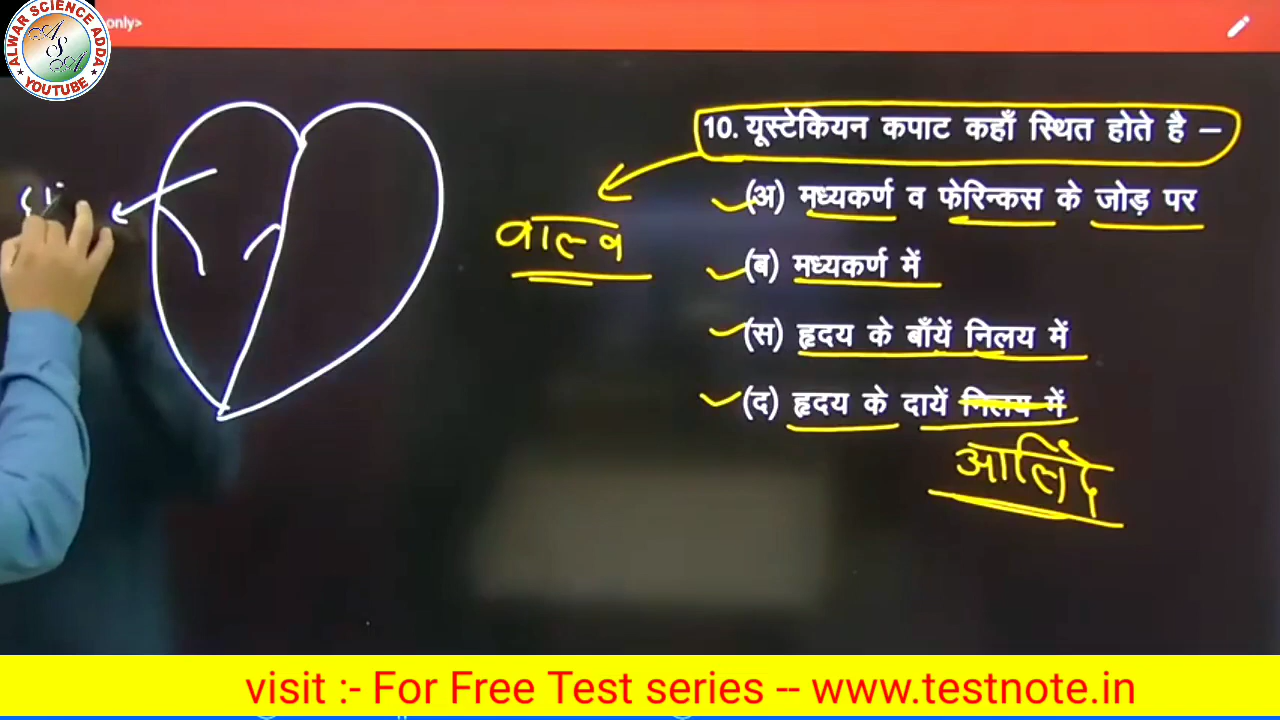 only>
ALWAR SCIENCE ADDA
ASA
YOUTUBE
10. यूस्टेकियन कपाट कहाँ स्थित होते है –
(अ) मध्यकर्ण व फेरिन्कस के जोड़ पर
वाल्व
(ब) मध्यकर्ण में
(स) हृदय के बाँयें निलय में
(द) हृदय के दायें निलय में
आलिंद
visit :- For Free Test series -- www.testnote.in